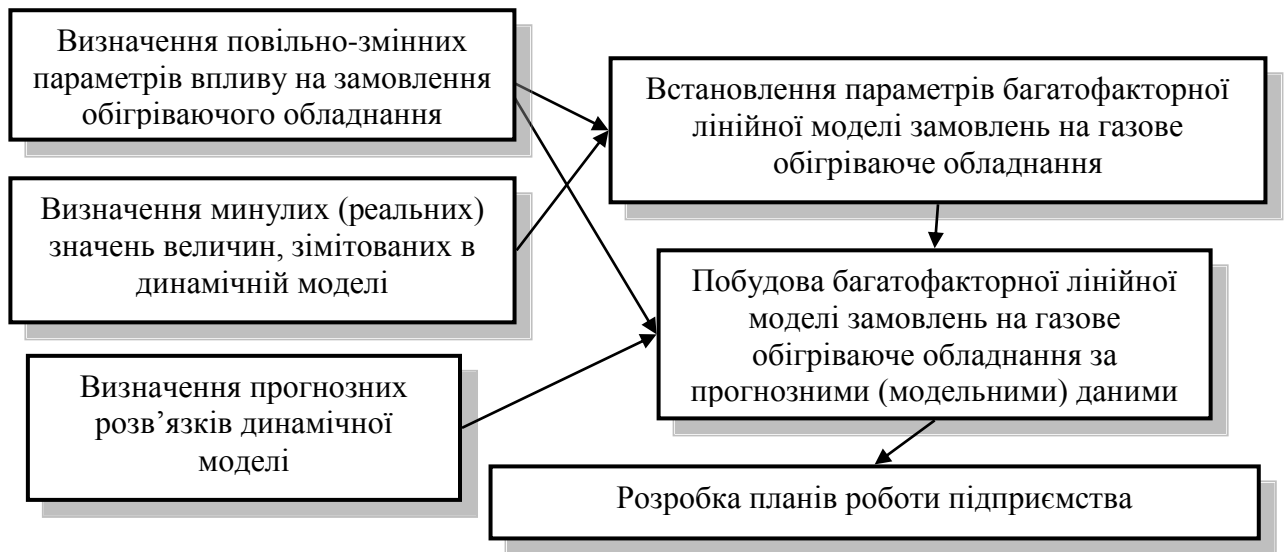 Визначення повільно-змінних
параметрів впливу на замовлення
обігріваючого обладнання
Визначення минулих (реальних)
значень величин, зімітованих в
динамічній моделі
Визначення прогнозних
розв’язків динамічної
моделі
Встановлення параметрів багатофакторної
лінійної моделі замовлень на газове
обігріваюче обладнання
Побудова багатофакторної лінійної
моделі замовлень на газове
обігріваюче обладнання за
прогнозними (модельними) даними
Розробка планів роботи підприємства